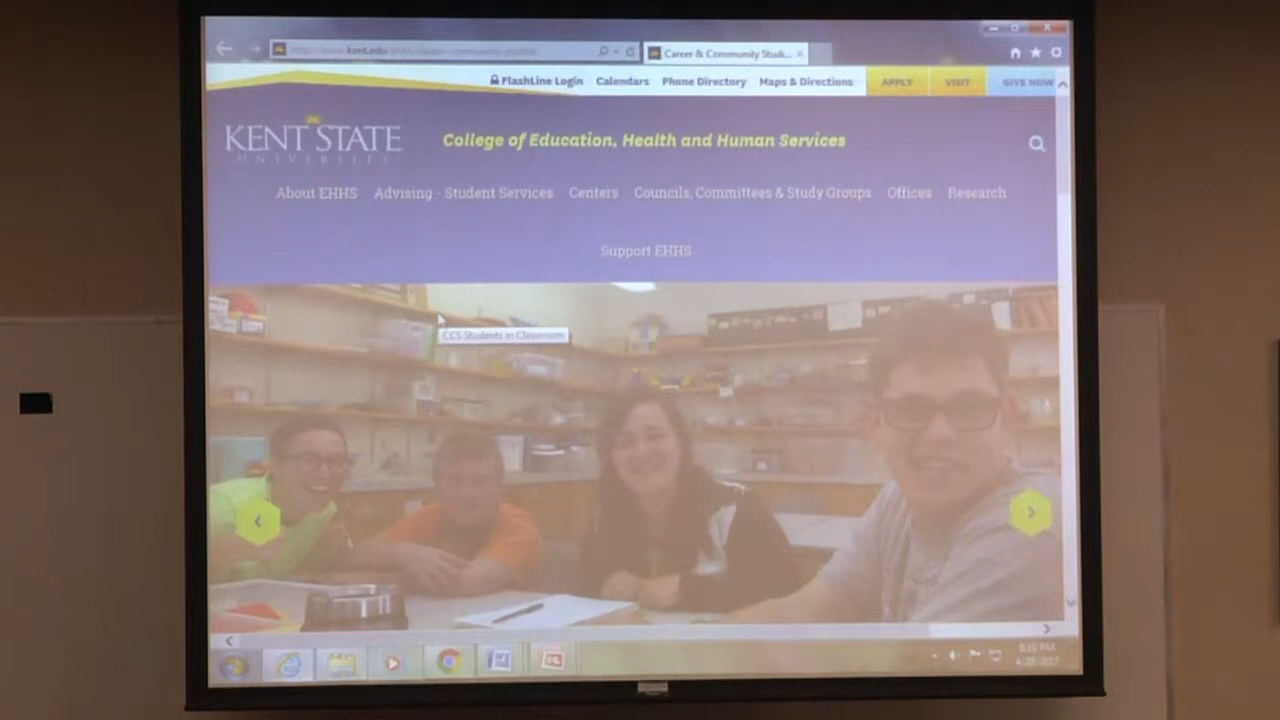 Career & Community Studi...
FlashLine Login Calendars Phone Directory Maps & Directions APPLY VISIT GIVE NOW
KENT STATE
UNIVERSITY
College of Education, Health and Human Services
About EHHS Advising - Student Services Centers Councils, Committees & Study Groups Offices Research
Support EHHS
CCS Students in Classroom